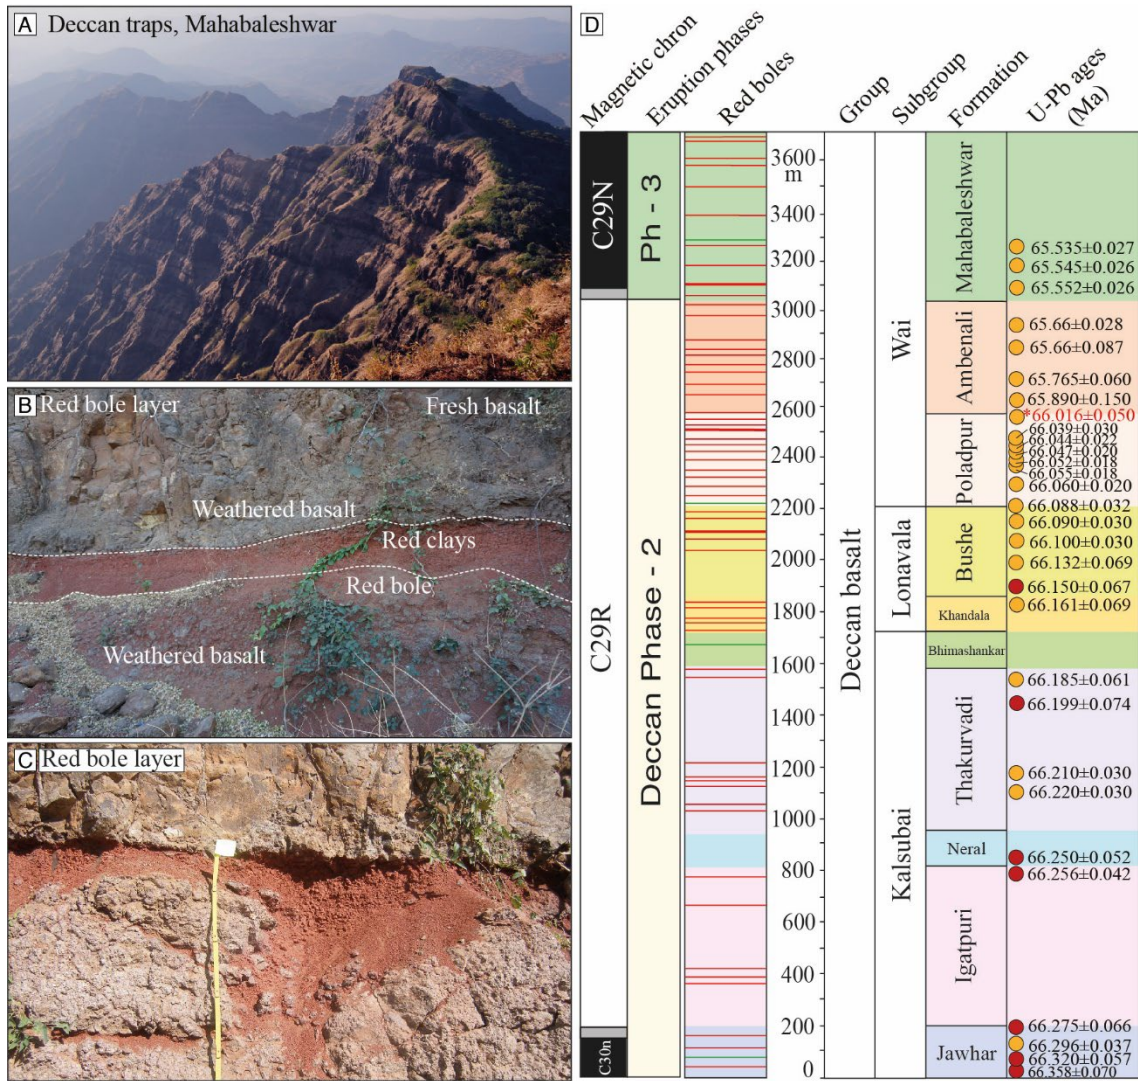 A Deccan traps, Mahabaleshwar
B Red bole layer
Fresh basalt
Weathered basalt
Red clays
Red bole
Weathered basalt
C Red bole layer
D
Magnetic chron
Eruption phases
Red boles
Group
Subgroup
Formation
U-Pb ages
(Ma)
C29N
C29R
C30n
Ph - 3
Deccan Phase - 2
3600
m
3400
3200
3000
2800
2600
2400
2200
2000
1800
1600
1400
1200
1000
800
600
400
200
0
Deccan basalt
Wai
Lonavala
Kalsubai
Mahabaleshwar
Ambenali
Poladpur
Bushe
Khandala
Bhimashankar
Thakurvadi
Neral
Igatpuri
Jawhar
65.535±0.027
65.545±0.026
65.552±0.026
65.66±0.028
65.66±0.087
65.765±0.060
65.890±0.150
*66.016±0.050
66.039±0.030
66.044±0.022
66.047±0.020
66.052±0.018
66.055±0.018
66.060±0.020
66.088±0.032
66.090±0.030
66.100±0.030
66.132±0.069
66.150±0.067
66.161±0.069
66.185±0.061
66.199±0.074
66.210±0.030
66.220±0.030
66.250±0.052
66.256±0.042
66.275±0.066
66.296±0.037
66.320±0.057
66.358±0.070